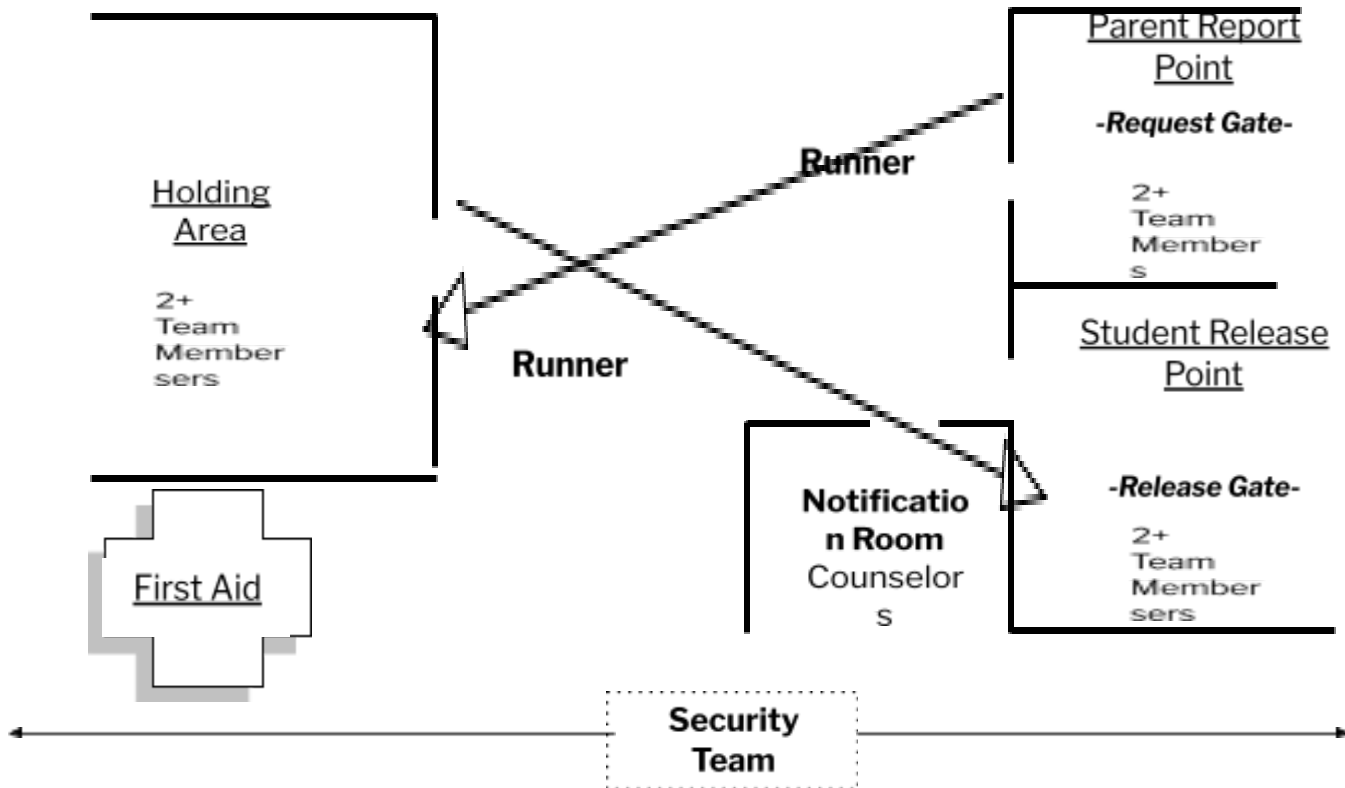 Holding
Area
2+
Team
Member
sers
First Aid
Runner
Runner
Parent Report
Point
-Request Gate-
2+
Team
Member
s
Student Release
Point
-Release Gate-
2+
Team
Member
sers
Notificatio
n Room
Counselor
s
Security
Team